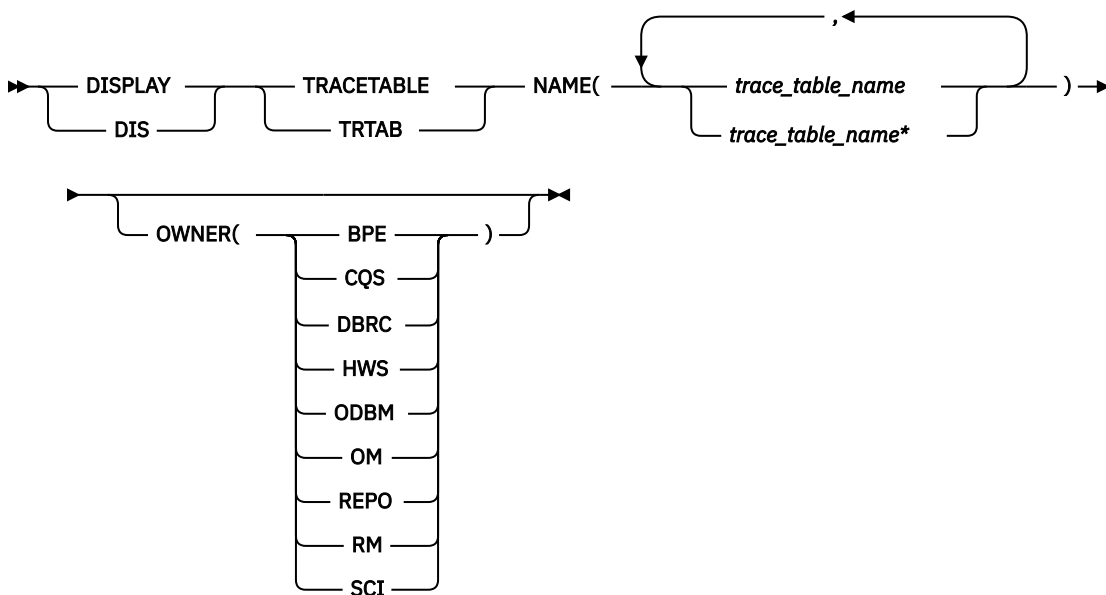 ,
DISPLAY TRACETABLE NAME( trace_table_name )
DIS TRTAB trace_table_name*
OWNER( BPE )
CQS
DBRC
HWS
ODBM
OM
REPO
RM
SCI